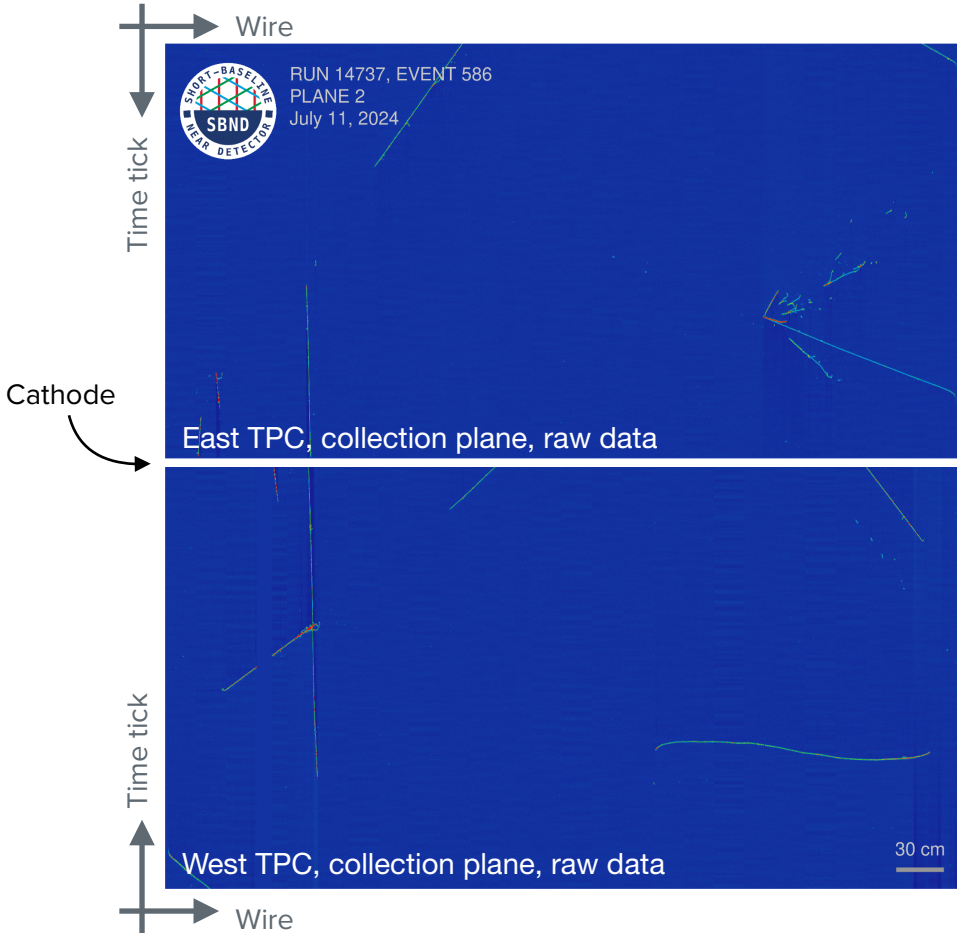 Wire
Time tick
SHORT-BASELINE
SBND
NEAR DETECTOR
RUN 14737, EVENT 586
PLANE 2
July 11, 2024
Cathode
East TPC, collection plane, raw data
Time tick
30 cm
West TPC, collection plane, raw data
Wire